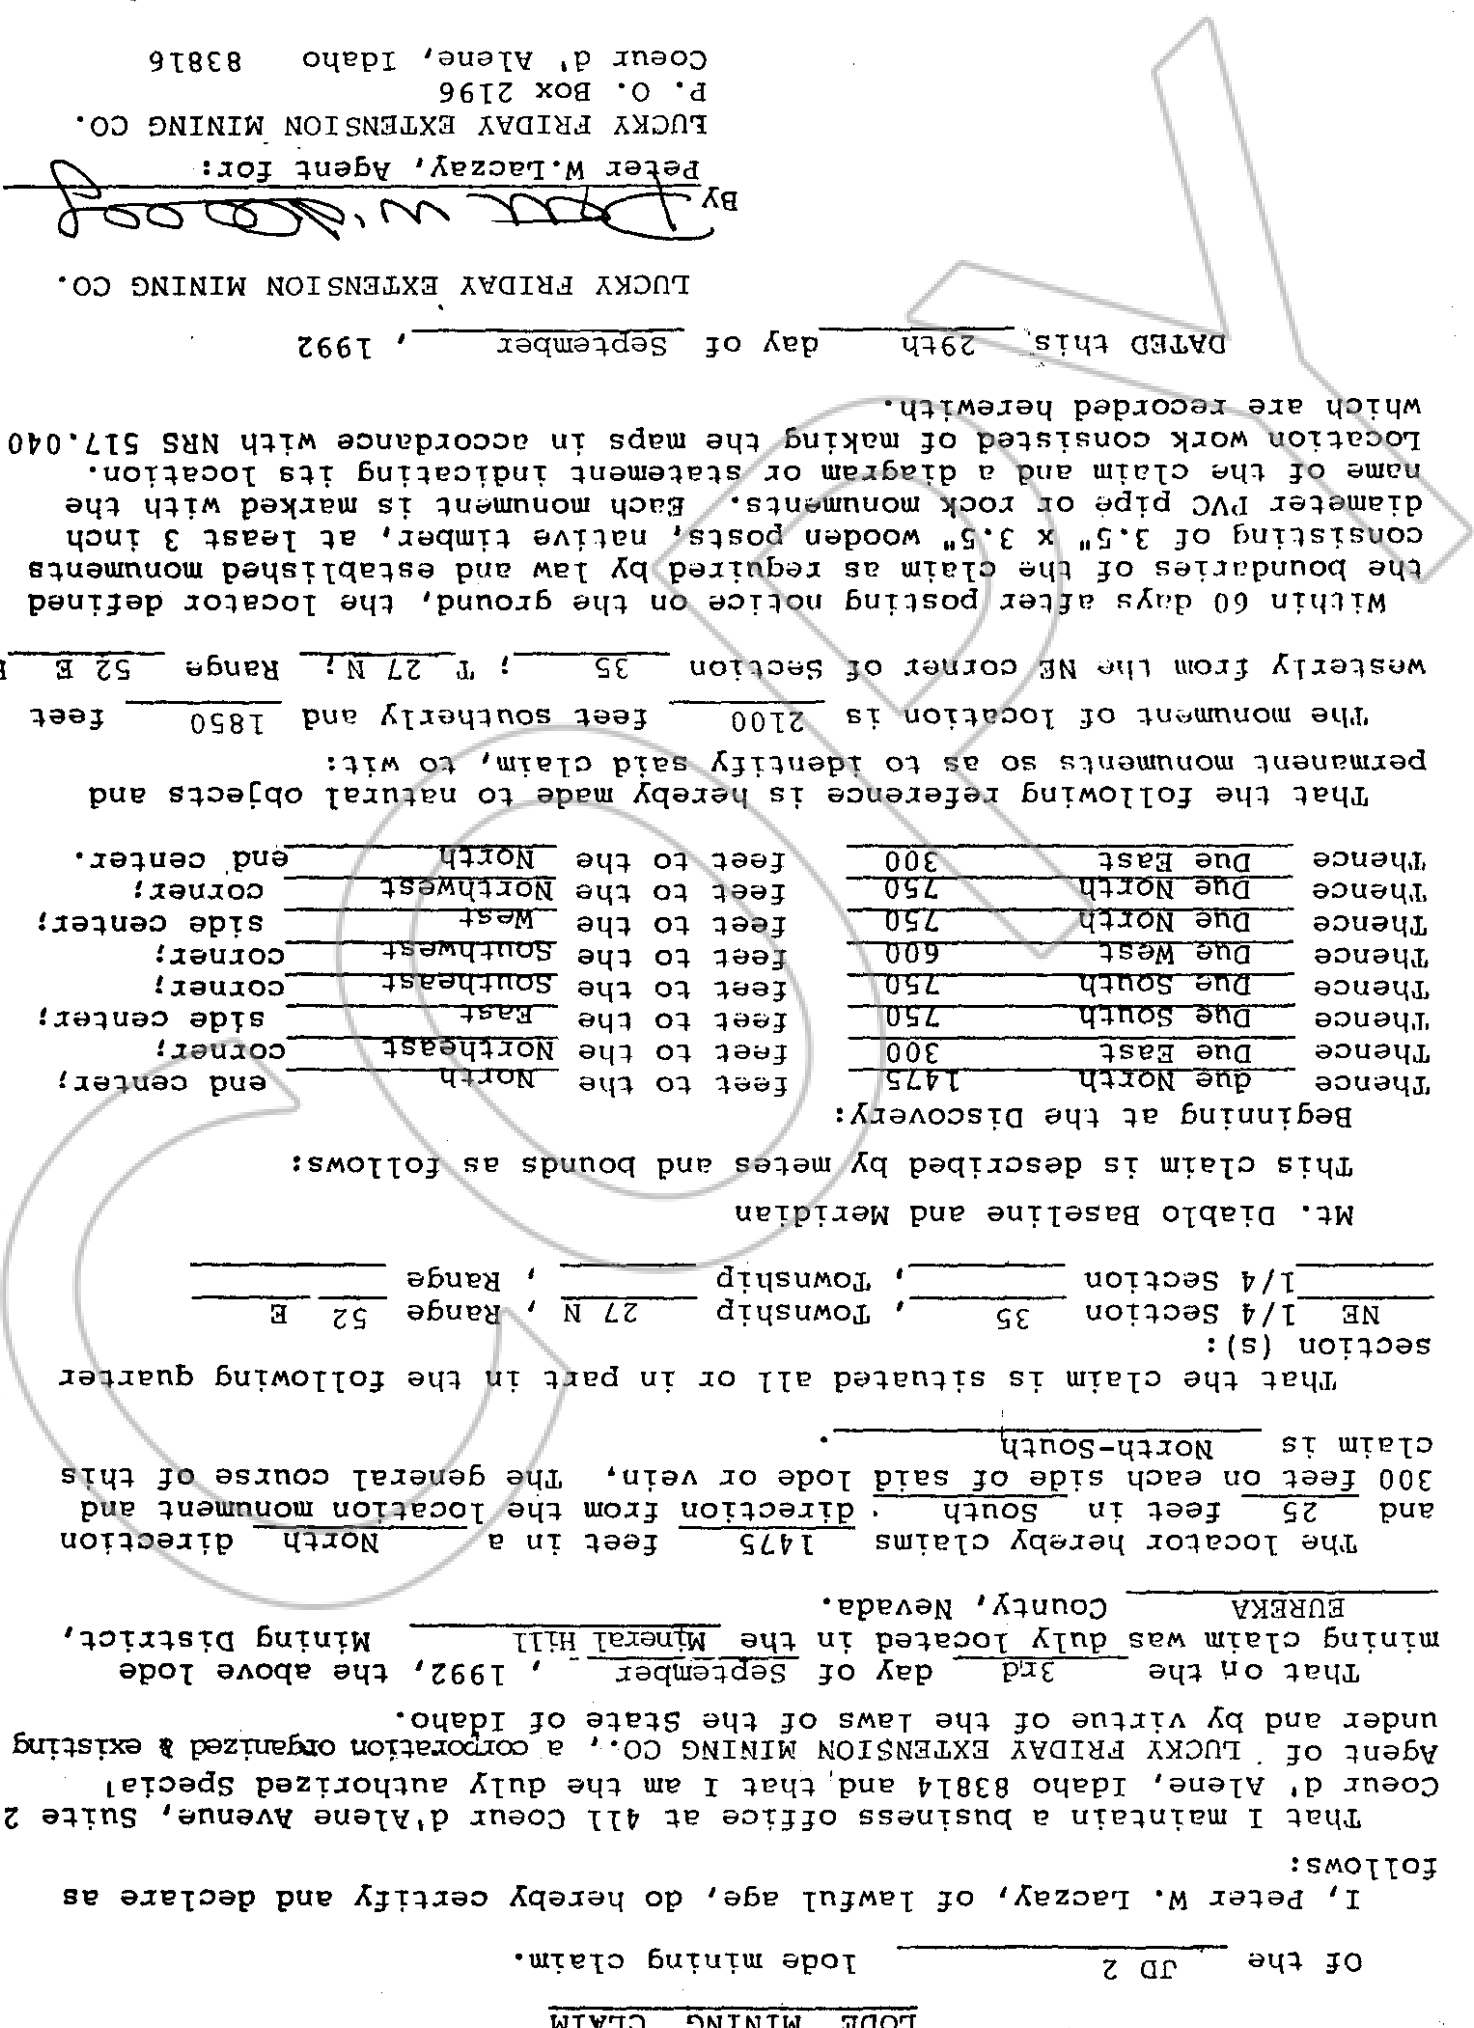 LODE MINING CLAIM
Of the JD 2 lode mining claim.
I, Peter W. Laczay, of lawful age, do hereby certify and declare as
follows:
That I maintain a business office at 411 Coeur d'Alene Avenue, Suite 2
Coeur d' Alene, Idaho 83814 and that I am the duly authorized Special
Agent of LUCKY FRIDAY EXTENSION MINING CO., a corporation organized & existing
under and by virtue of the laws of the State of Idaho.
That on the 3rd day of September, 1992, the above lode
mining claim was duly located in the Mineral Hill Mining District,
EUREKA County, Nevada.
The locator hereby claims 1475 feet in a North direction
and 25 feet in South direction from the location monument and
300 feet on each side of said lode or vein, The general course of this
claim is North-South.
That the claim is situated all or in part in the following quarter
section (s):
NE 1/4 Section 35, Township 27 N, Range 52 E
1/4 Section , Township , Range
Mt. Diablo Baseline and Meridian
This claim is described by metes and bounds as follows:
Beginning at the Discovery:
Thence due North 1475 feet to the North end center;
Thence Due East 300 feet to the Northeast corner;
Thence Due South 750 feet to the East side center;
Thence Due South 750 feet to the Southeast corner;
Thence Due West 600 feet to the Southwest corner;
Thence Due North 750 feet to the West side center;
Thence Due North 750 feet to the Northwest corner;
Thence Due East 300 feet to the North end center.
That the following reference is hereby made to natural objects and
permanent monuments so as to identify said claim, to wit:
The monument of location is 2100 feet southerly and 1850 feet
westerly from the NE corner of Section 35; T 27 N; Range 52 E
Within 60 days after posting notice on the ground, the locator defined
the boundaries of the claim as required by law and established monuments
consisting of 3.5" x 3.5" wooden posts, native timber, at least 3 inch
diameter PVC pipe or rock monuments. Each monument is marked with the
name of the claim and a diagram or statement indicating its location.
Location work consisted of making the maps in accordance with NRS 517.040
which are recorded herewith.
DATED this 29th day of September, 1992
LUCKY FRIDAY EXTENSION MINING CO.
By
Peter W.Laczay, Agent for:
LUCKY FRIDAY EXTENSION MINING CO.
P. O. Box 2196
Coeur d' Alene, Idaho 83816
COPY